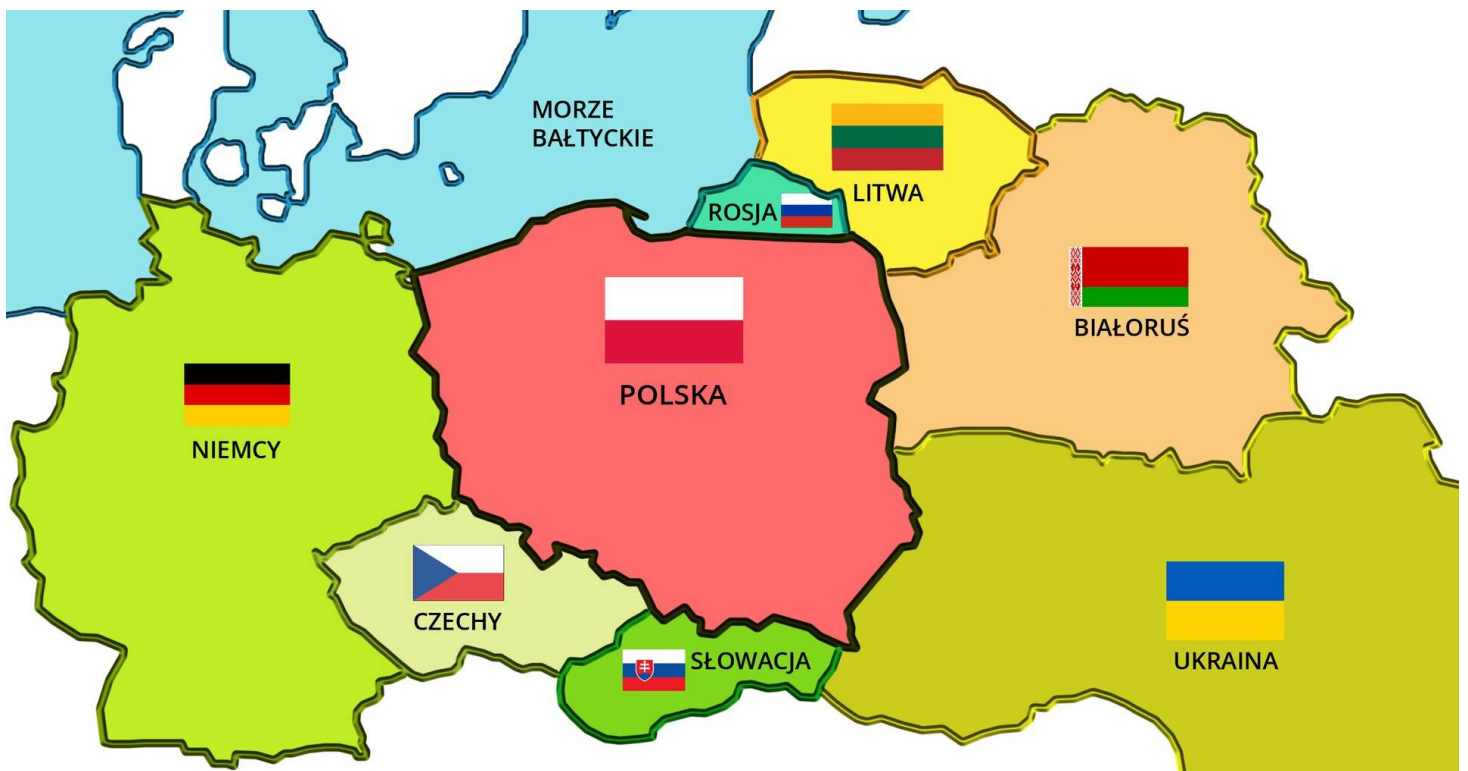 MORZE
BAŁTYCKIE
LITWA
ROSJA
BIAŁORUŚ
POLSKA
NIEMCY
CZECHY
SŁOWACJA
UKRAINA